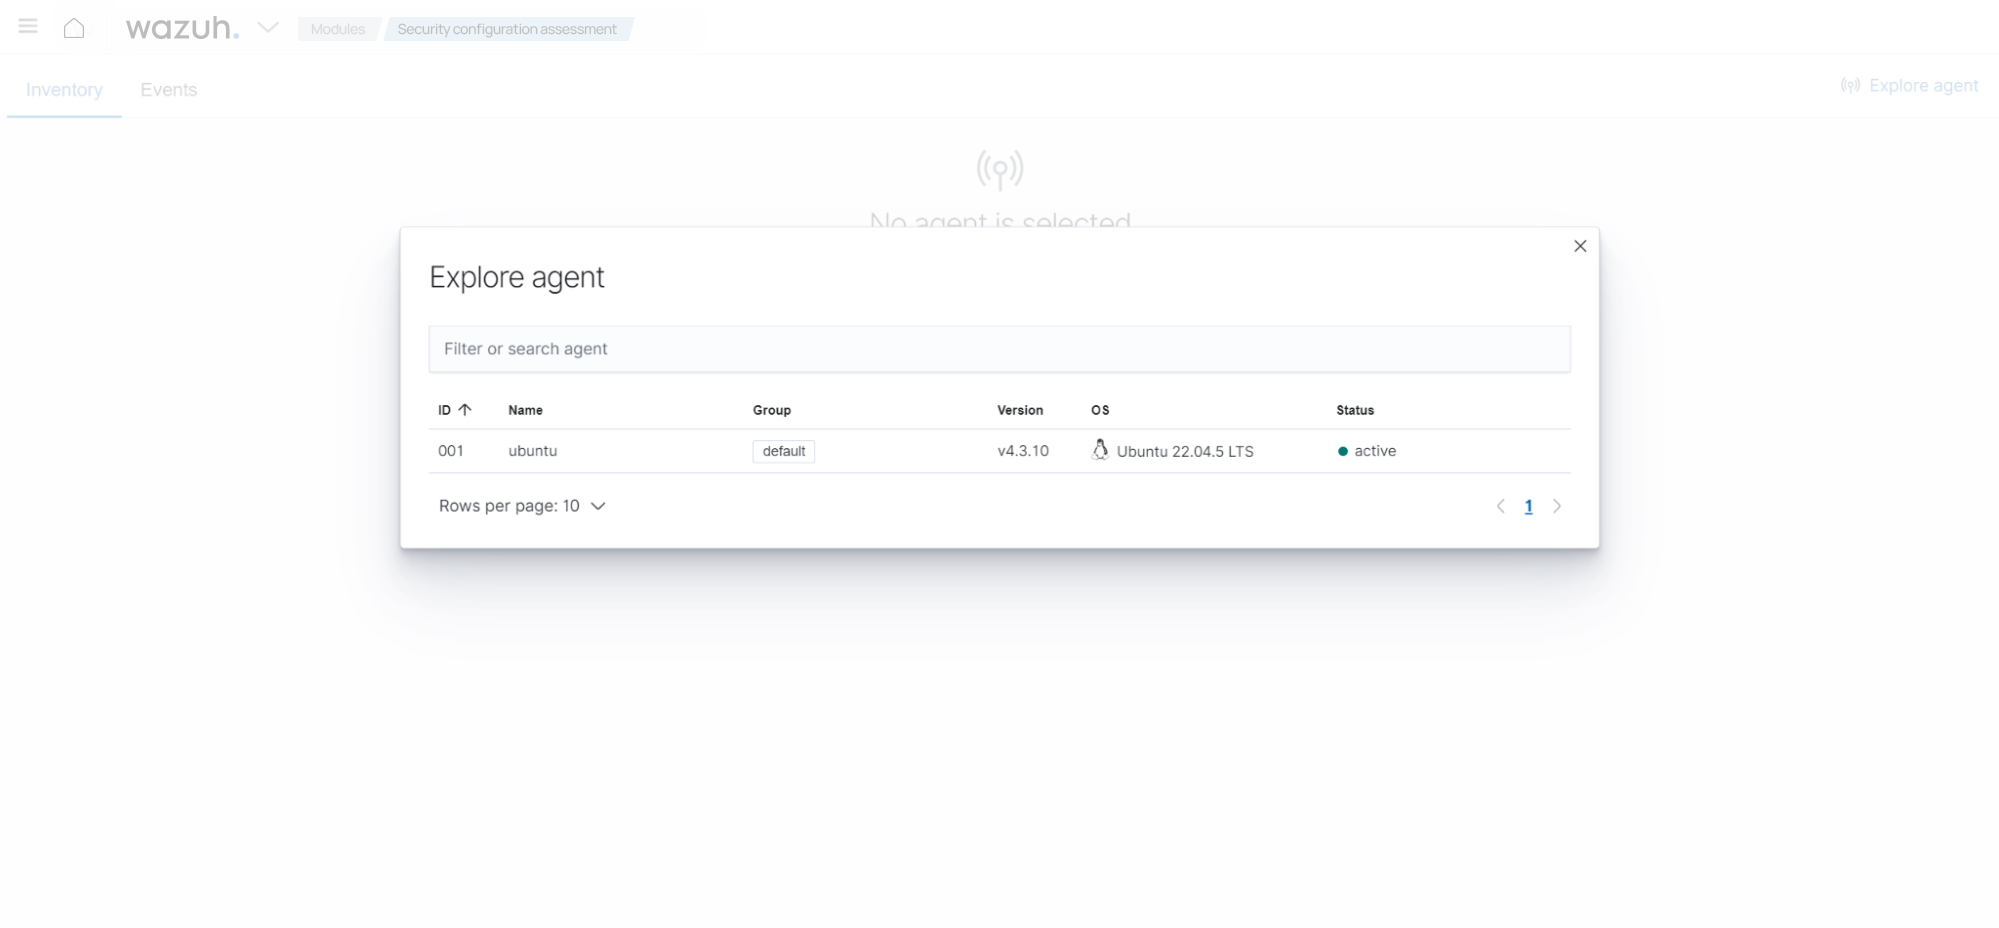 wazuh. Modules Security configuration assessment
Inventory Events Explore agent
No agent is selected
Explore agent
Filter or search agent
ID Name Group Version OS Status
001 ubuntu default v4.3.10 Ubuntu 22.04.5 LTS active
Rows per page: 10 1